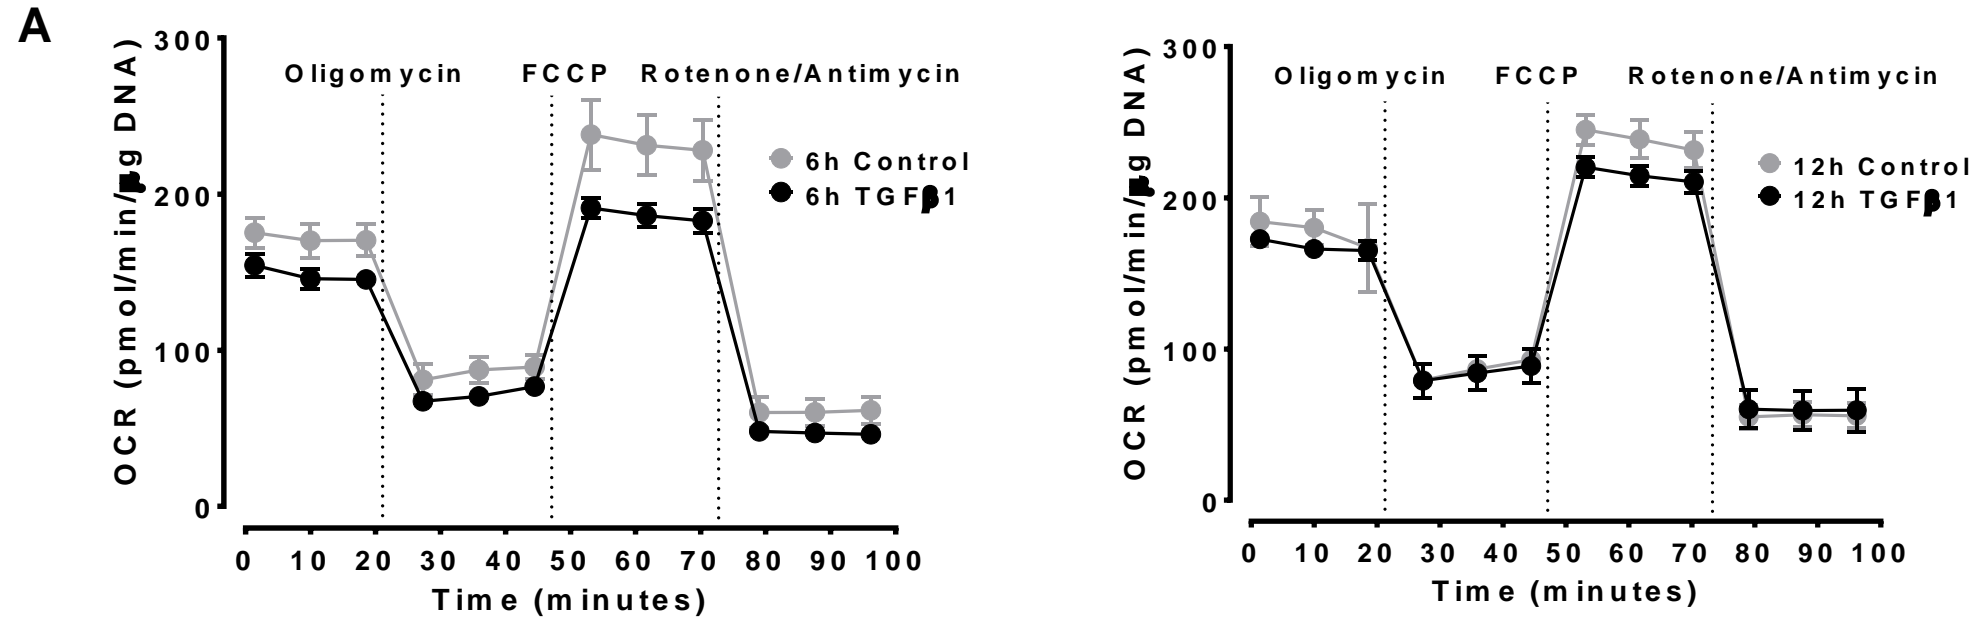 A
300
200
100
0
OCR (pmol/min/µg DNA)
Oligomycin FCCP Rotenone/Antimycin
6h Control
6h TGFβ1
0 10 20 30 40 50 60 70 80 90 100
Time (minutes)
300
200
100
0
OCR (pmol/min/µg DNA)
Oligomycin FCCP Rotenone/Antimycin
12h Control
12h TGFβ1
0 10 20 30 40 50 60 70 80 90 100
Time (minutes)